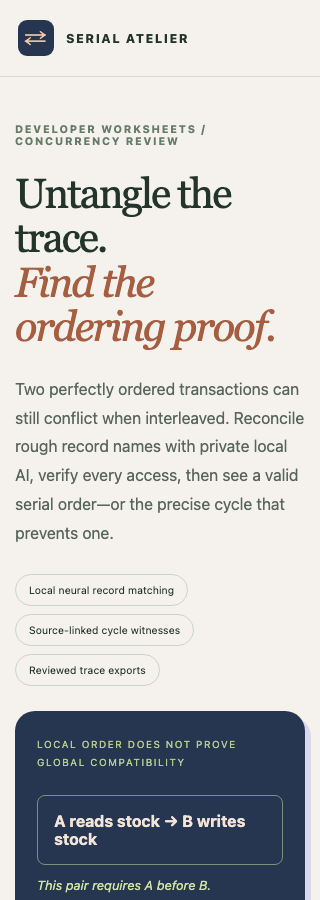 SERIAL ATELIER
DEVELOPER WORKSHEETS /
CONCURRENCY REVIEW
Untangle the
trace.
Find the
ordering proof.
Two perfectly ordered transactions can
still conflict when interleaved. Reconcile
rough record names with private local
AI, verify every access, then see a valid
serial order—or the precise cycle that
prevents one.
Local neural record matching
Source-linked cycle witnesses
Reviewed trace exports
LOCAL ORDER DOES NOT PROVE
GLOBAL COMPATIBILITY
A reads stock → B writes
stock
This pair requires A before B.